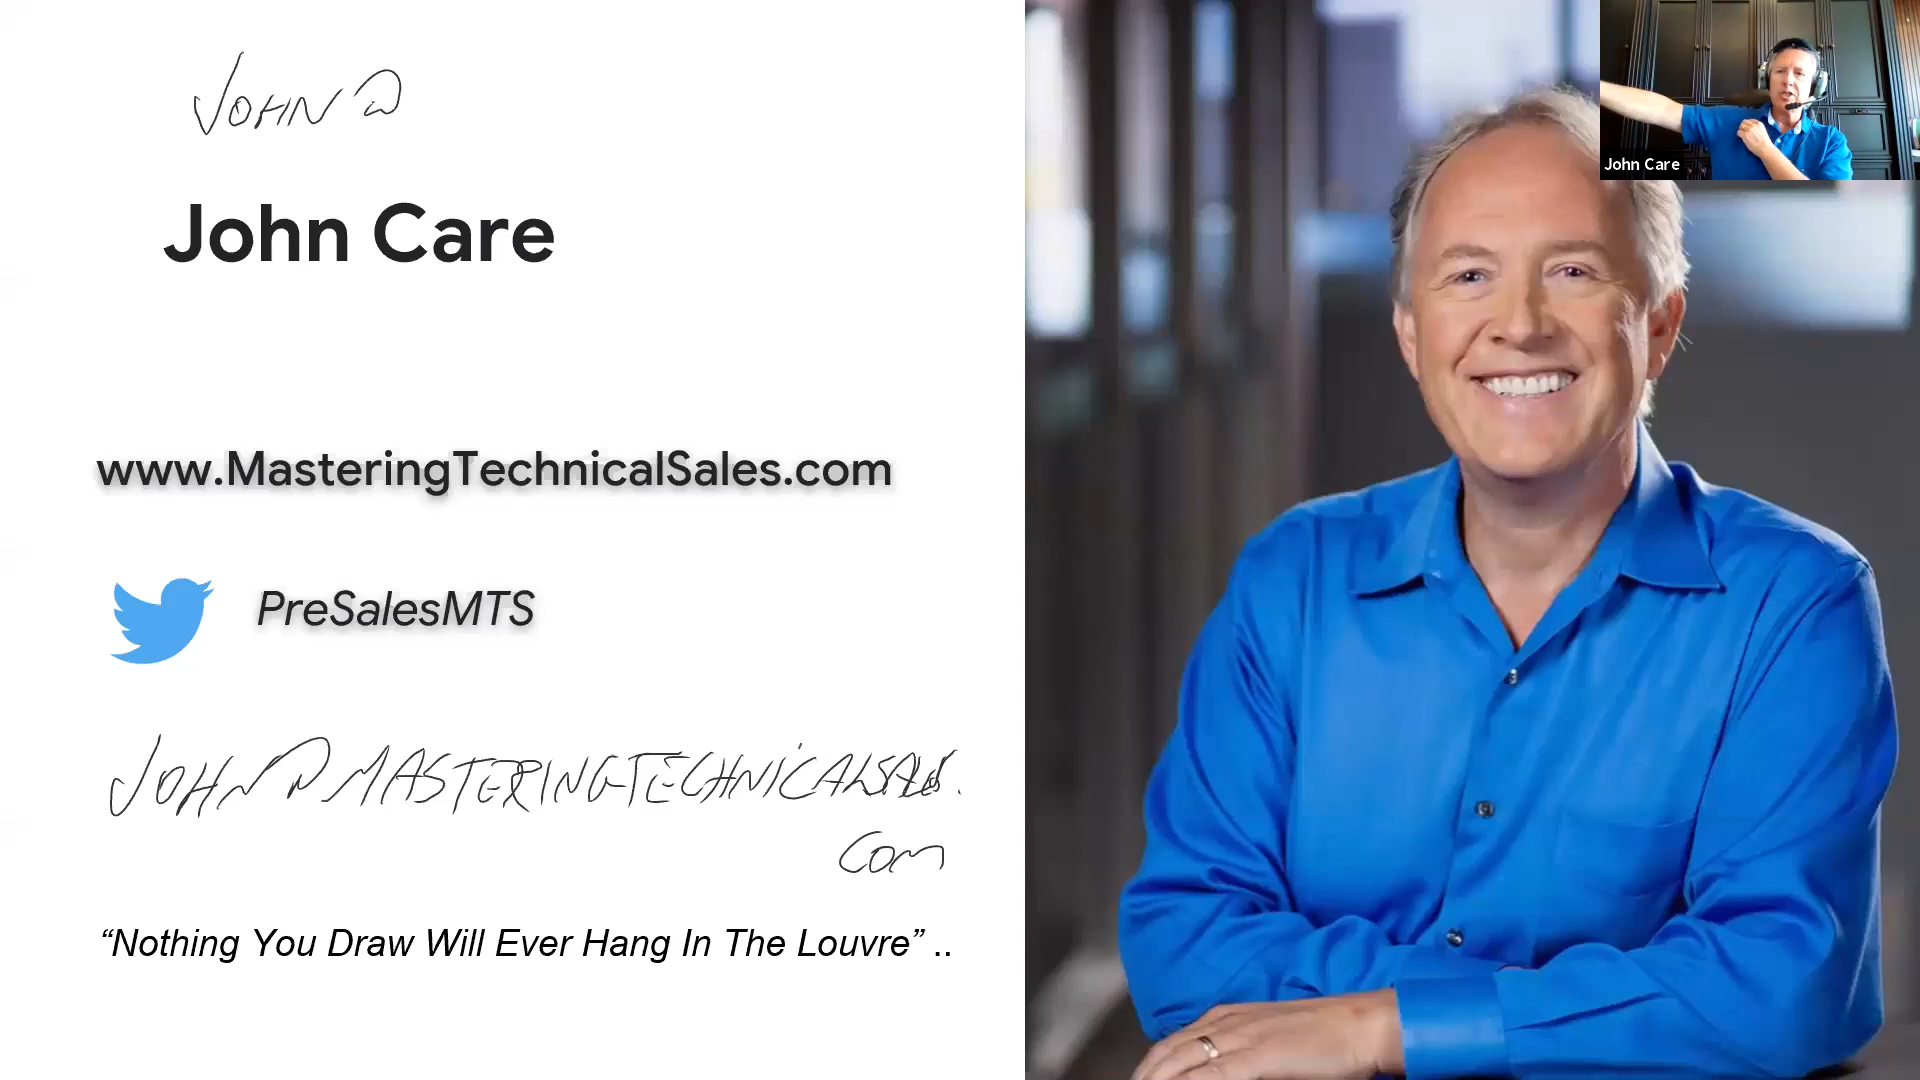 JOHN @
John Care
John Care
www.MasteringTechnicalSales.com
PreSalesMTS
JOHN @ MASTERINGTECHNICALSALES.
com
“Nothing You Draw Will Ever Hang In The Louvre” ..